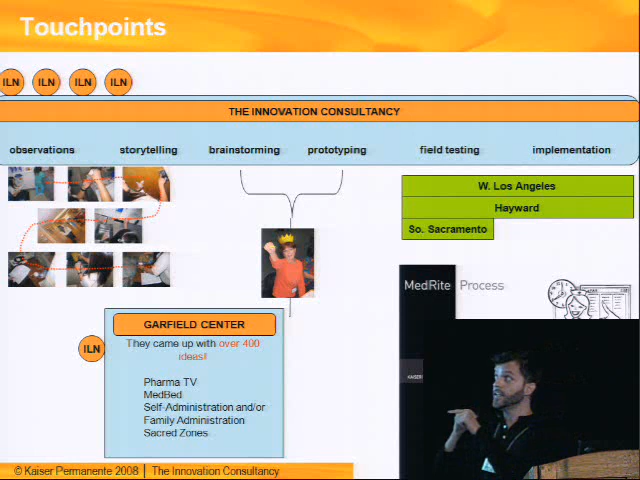 Touchpoints
ILN ILN ILN ILN
THE INNOVATION CONSULTANCY
observations storytelling brainstorming prototyping field testing implementation
W. Los Angeles
Hayward
So. Sacramento
MedRite Process
GARFIELD CENTER
ILN
They came up with over 400
ideas!
Pharma TV
MedBed
Self-Administration and/or
Family Administration
Sacred Zones
KAISER
© Kaiser Permanente 2008 | The Innovation Consultancy